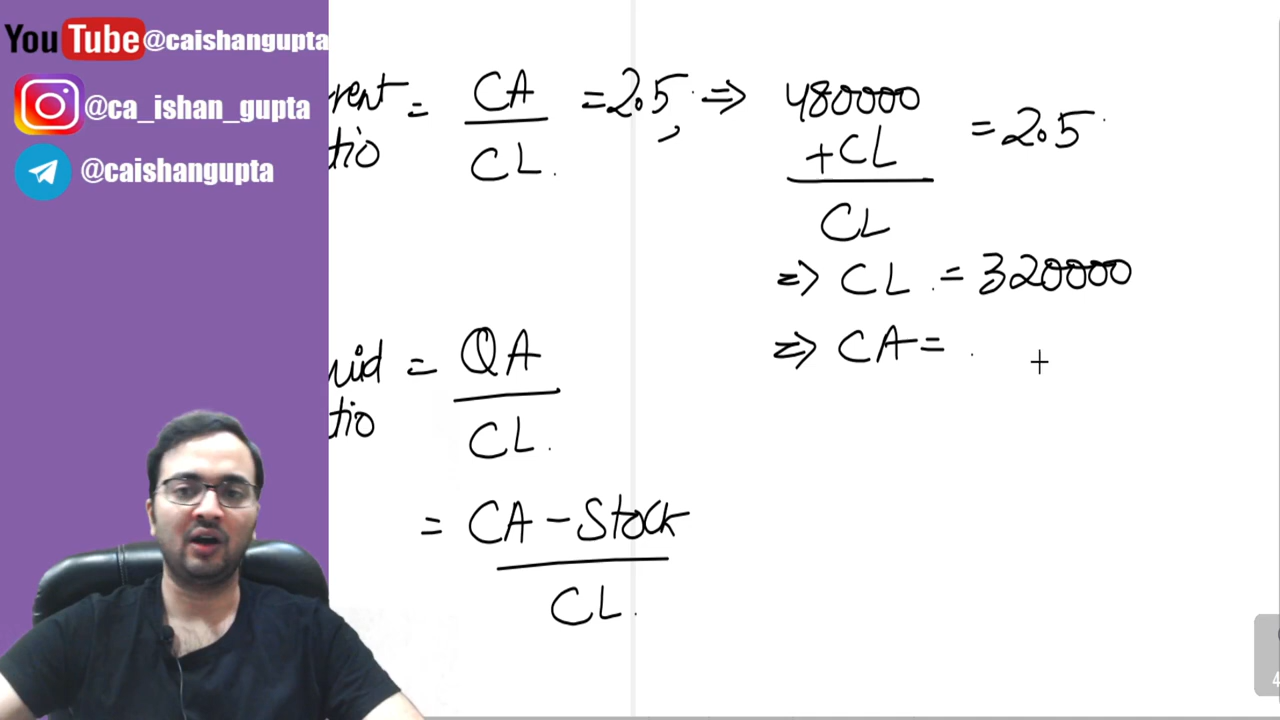 YouTube @caishangupta
@ca_ishan_gupta
@caishangupta
rent = CA = 2.5, ⇒ 480000 = 2.5
tio CL. +CL
CL
⇒ CL = 320000
⇒ CA =
uid = QA
tio CL.
= CA - Stock
CL.
4